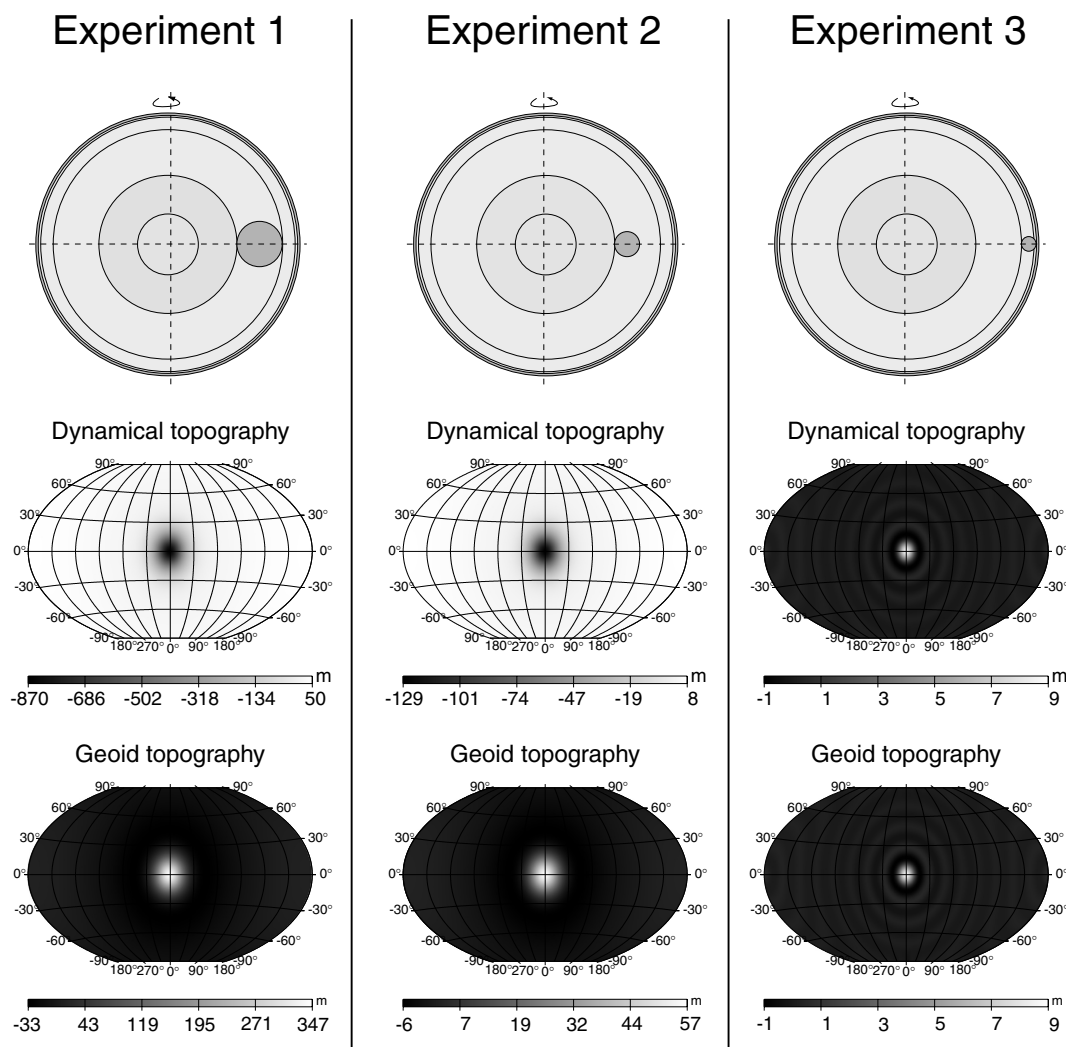 Experiment 1
Experiment 2
Experiment 3
Dynamical topography
90° 90°
60° 60°
30° 30°
0° 0°
-30° -30°
-60° -60°
-90° 180° 270° 0° 90° 180° -90°
m
-870 -686 -502 -318 -134 50
Dynamical topography
90° 90°
60° 60°
30° 30°
0° 0°
-30° -30°
-60° -60°
-90° 180° 270° 0° 90° 180° -90°
m
-129 -101 -74 -47 -19 8
Dynamical topography
90° 90°
60° 60°
30° 30°
0° 0°
-30° -30°
-60° -60°
-90° 180° 270° 0° 90° 180° -90°
m
-1 1 3 5 7 9
Geoid topography
90° 90°
60° 60°
30° 30°
0° 0°
-30 -30°
-60° -60°
-90 180° 270° 0° 90° 180° -90°
m
-33 43 119 195 271 347
Geoid topography
90° 90°
60° 60°
30° 30°
0° 0°
-30 -30°
-60° -60°
-90 180° 270° 0° 90° 180° -90°
m
-6 7 19 32 44 57
Geoid topography
90° 90°
60° 60°
30° 30°
0° 0°
-30 -30°
-60° -60°
-90 180° 270° 0° 90° 180° -90°
m
-1 1 3 5 7 9